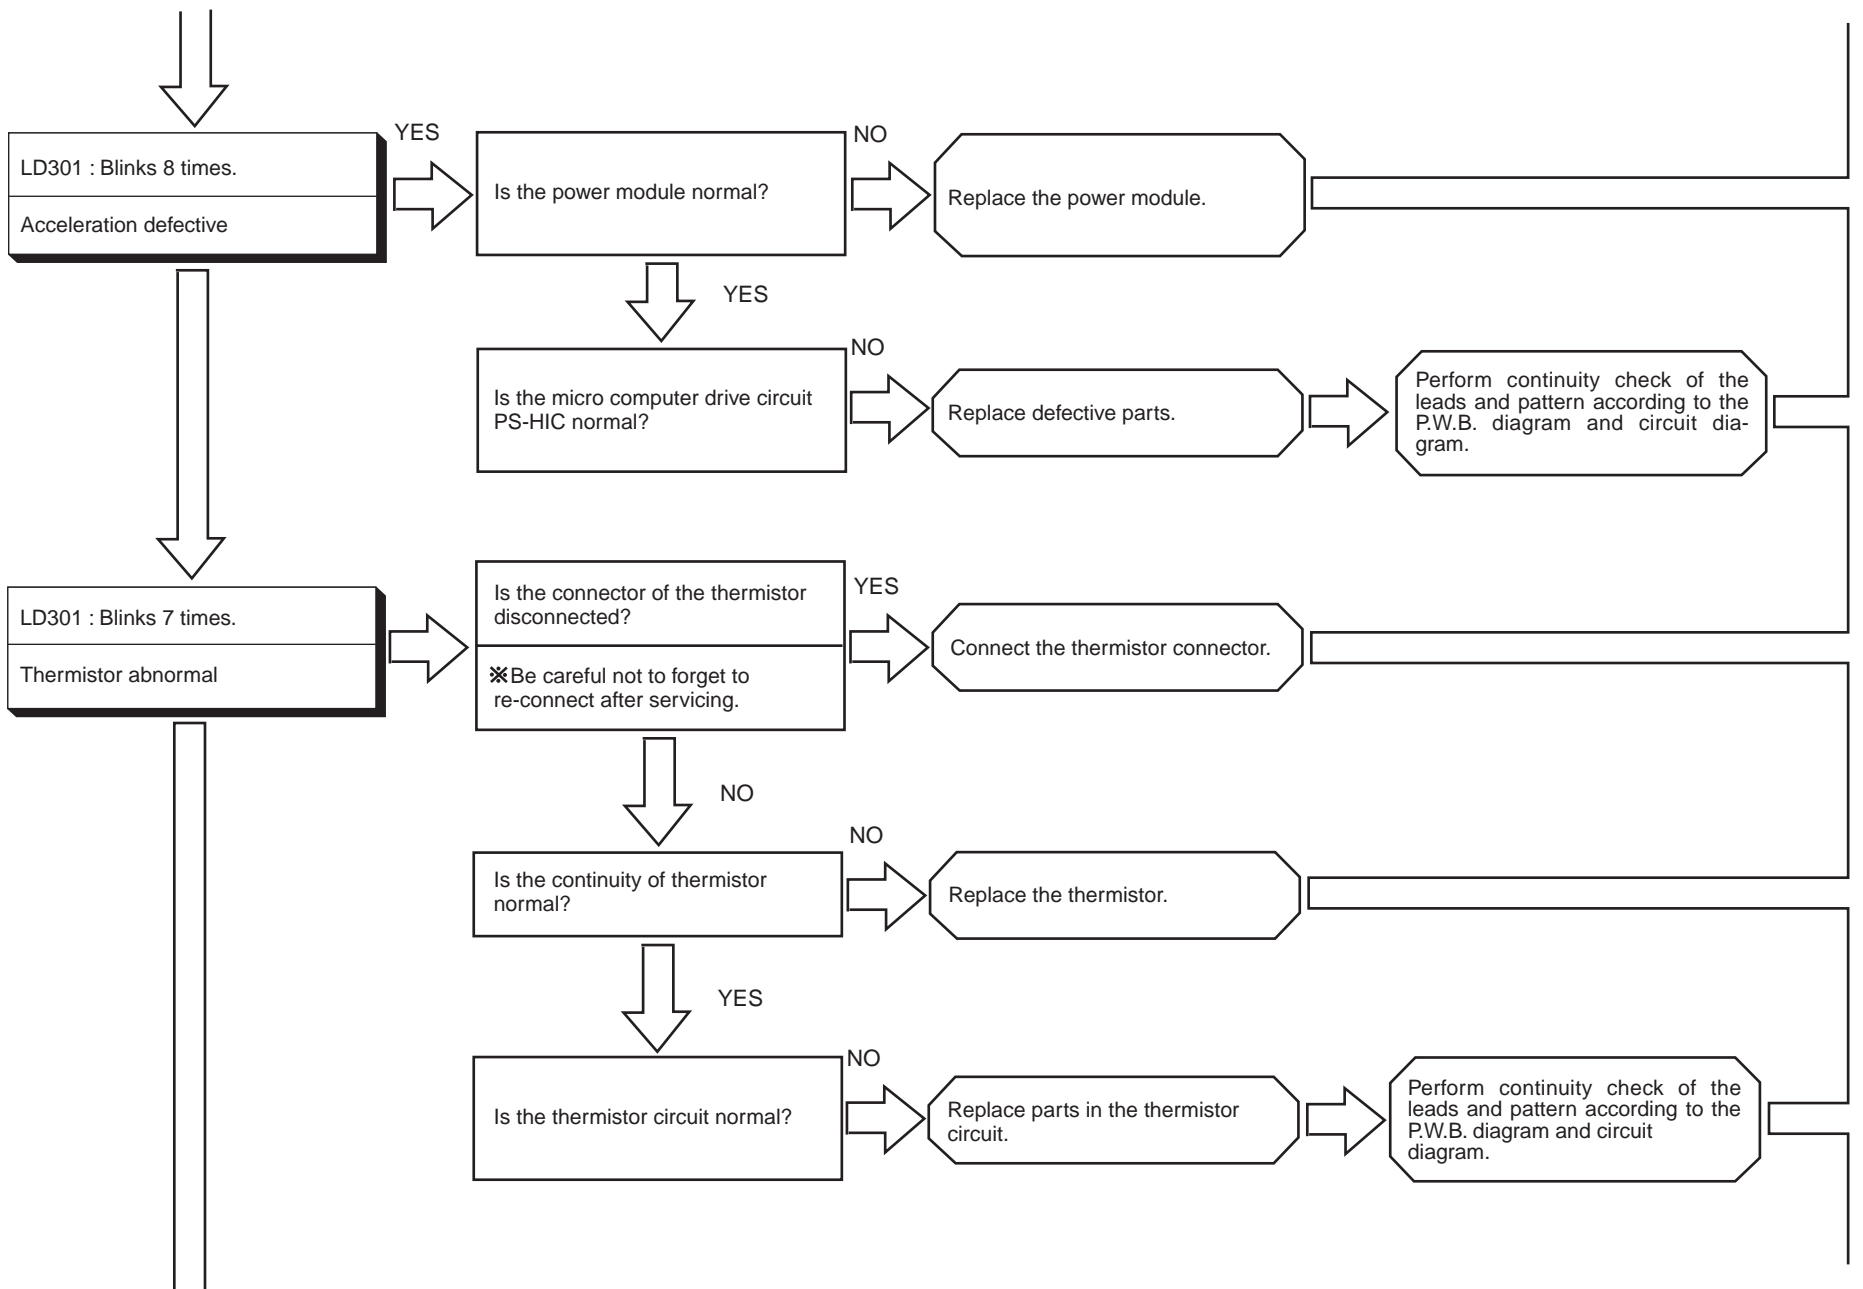 YES
NO
LD301 : Blinks 8 times.
Acceleration defective
Is the power module normal?
Replace the power module.
YES
NO
Is the micro computer drive circuit
PS-HIC normal?
Replace defective parts.
Perform continuity check of the
leads and pattern according to the
P.W.B. diagram and circuit dia-
gram.
LD301 : Blinks 7 times.
Thermistor abnormal
Is the connector of the thermistor
disconnected?
※Be careful not to forget to
re-connect after servicing.
YES
Connect the thermistor connector.
NO
NO
Is the continuity of thermistor
normal?
Replace the thermistor.
YES
NO
Is the thermistor circuit normal?
Replace parts in the thermistor
circuit.
Perform continuity check of the
leads and pattern according to the
P.W.B. diagram and circuit
diagram.